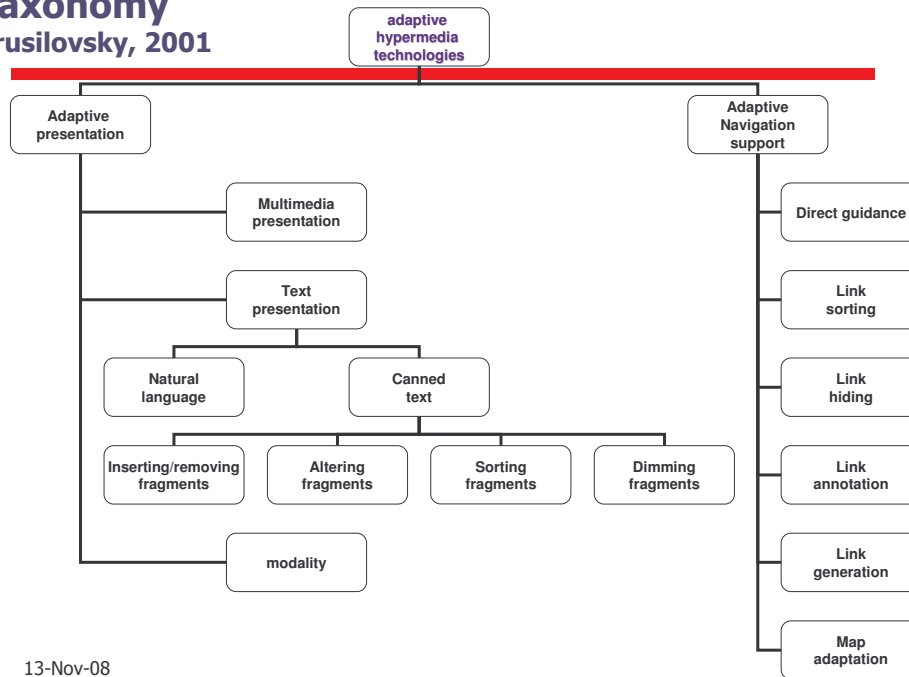 axonomy
rusilovsky, 2001
adaptive
hypermedia
technologies
Adaptive
presentation
Adaptive
Navigation
support
Multimedia
presentation
Direct guidance
Text
presentation
Link
sorting
Natural
language
Canned
text
Link
hiding
Inserting/removing
fragments
Altering
fragments
Sorting
fragments
Dimming
fragments
Link
annotation
modality
Link
generation
Map
adaptation
13-Nov-08